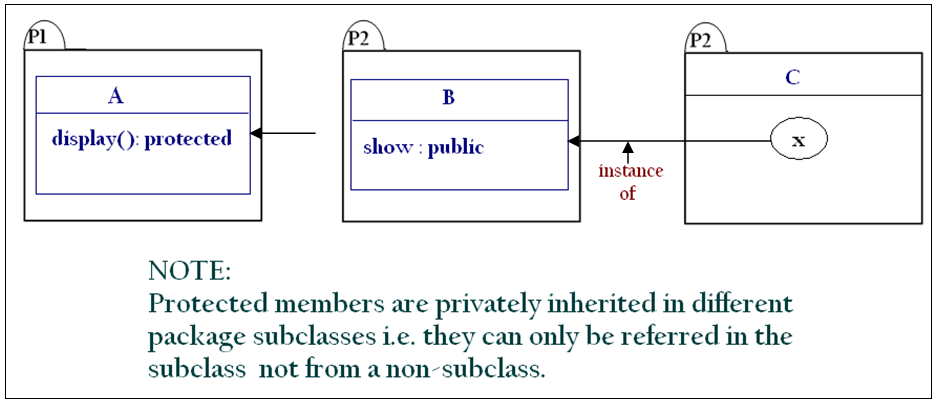 P1
A
display(): protected
P2
B
show : public
instance
of
P2
C
x
NOTE:
Protected members are privately inherited in different
package subclasses i.e. they can only be referred in the
subclass not from a non-subclass.